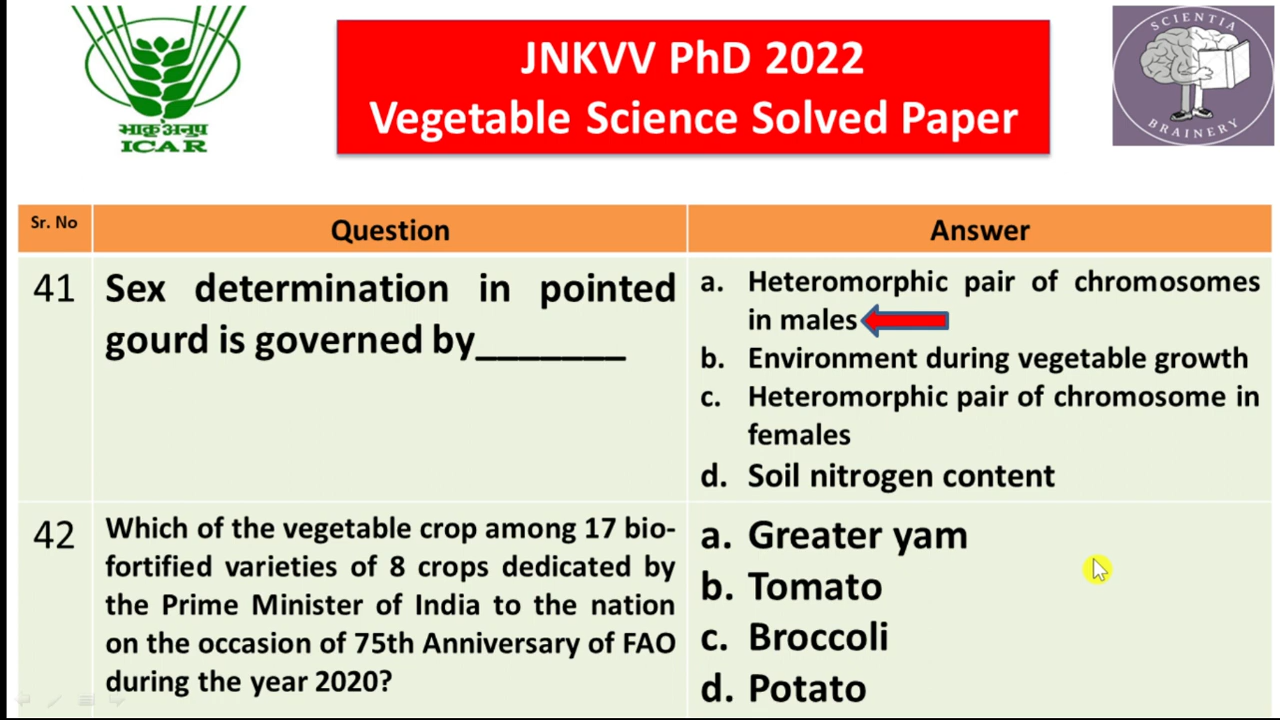 भाकृअनुप
ICAR
JNKVV PhD 2022
Vegetable Science Solved Paper
SCIENTIA
BRAINERY
Sr. No
Question
Answer
41
Sex determination in pointed
gourd is governed by_______
a. Heteromorphic pair of chromosomes
in males
b. Environment during vegetable growth
c. Heteromorphic pair of chromosome in
females
d. Soil nitrogen content
42
Which of the vegetable crop among 17 bio-
fortified varieties of 8 crops dedicated by
the Prime Minister of India to the nation
on the occasion of 75th Anniversary of FAO
during the year 2020?
a. Greater yam
b. Tomato
c. Broccoli
d. Potato